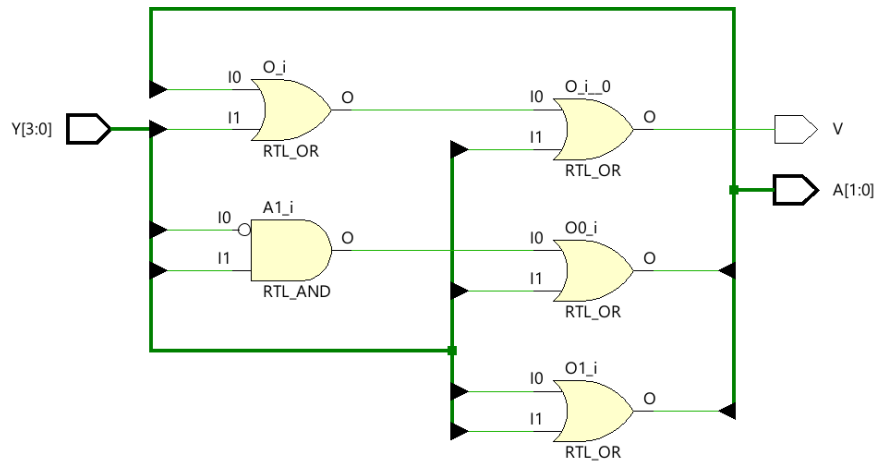 O_i
I0
O
I1
RTL_OR
O_i__0
I0
O
I1
RTL_OR
Y[3:0]
V
A[1:0]
A1_i
I0
O
I1
RTL_AND
O0_i
I0
O
I1
RTL_OR
O1_i
I0
O
I1
RTL_OR